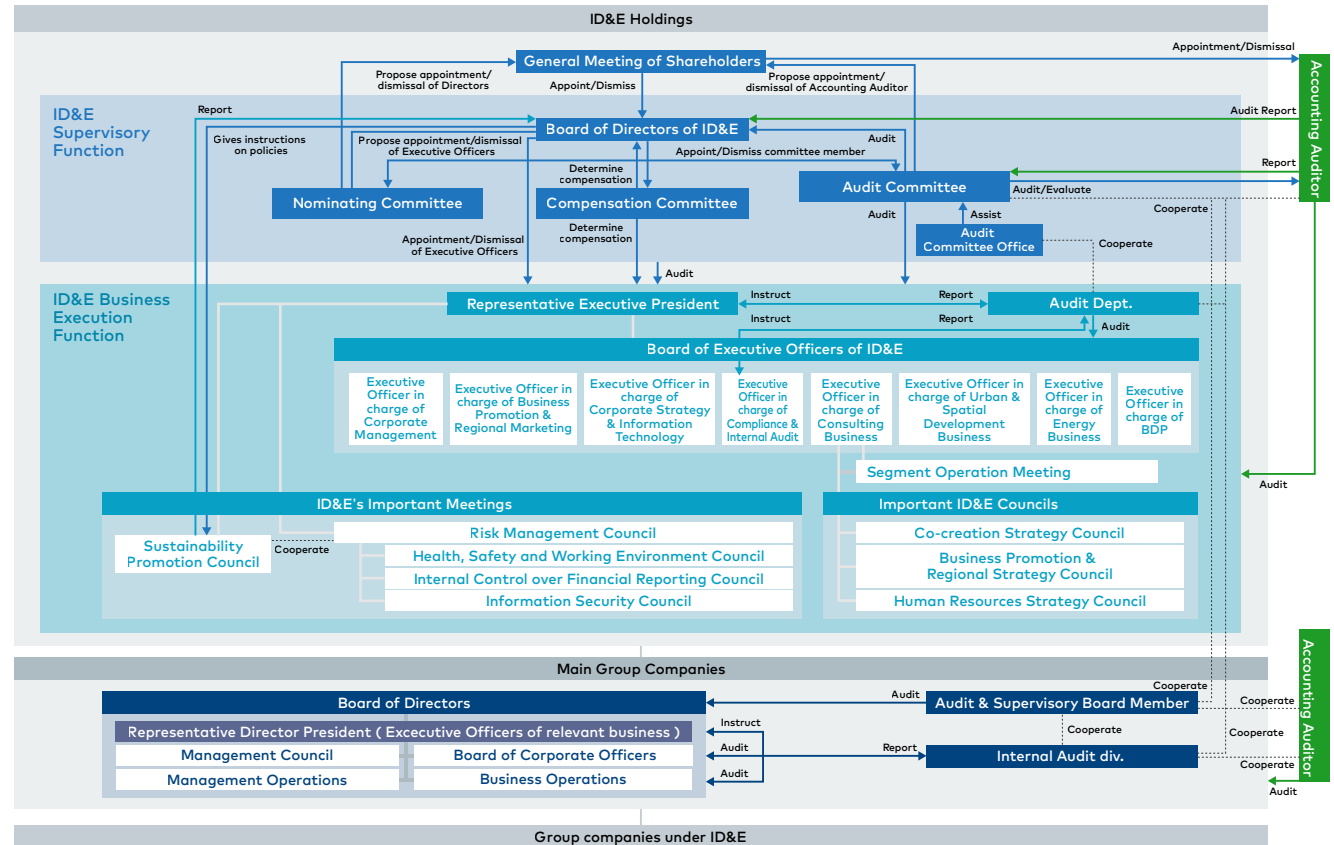 ID&E Holdings
General Meeting of Shareholders
Appointment/Dismissal
Propose appointment/
dismissal of Directors
Appoint/Dismiss
Propose appointment/
dismissal of Accounting Auditor
Accounting Auditor
ID&E
Supervisory
Function
Report
Gives instructions
on policies
Propose appointment/dismissal
of Executive Officers
Board of Directors of ID&E
Audit
Audit Report
Appoint/Dismiss committee member
Determine
compensation
Report
Nominating Committee
Compensation Committee
Audit Committee
Audit/Evaluate
Cooperate
Appointment/Dismissal
of Executive Officers
Determine
compensation
Audit
Assist
Audit
Committee Office
Cooperate
Audit
ID&E Business
Execution
Function
Representative Executive President
Instruct
Report
Audit Dept.
Instruct
Report
Audit
Board of Executive Officers of ID&E
Executive
Officer in
charge of
Corporate
Management
Executive Officer in
charge of Business
Promotion &
Regional Marketing
Executive Officer in
charge of
Corporate Strategy
& Information
Technology
Executive
Officer in
charge of
Compliance &
Internal Audit
Executive
Officer in
charge of
Consulting
Business
Executive Officer in
charge of Urban &
Spatial
Development
Business
Executive
Officer in
charge of
Energy
Business
Executive
Officer in
charge of
BDP
Segment Operation Meeting
Audit
ID&E's Important Meetings
Important ID&E Councils
Sustainability
Promotion Council
Cooperate
Risk Management Council
Health, Safety and Working Environment Council
Internal Control over Financial Reporting Council
Information Security Council
Co-creation Strategy Council
Business Promotion &
Regional Strategy Council
Human Resources Strategy Council
Main Group Companies
Accounting Auditor
Board of Directors
Audit
Audit & Supervisory Board Member
Cooperate
Cooperate
Representative Director President ( Excecutive Officers of relevant business )
Instruct
Cooperate
Cooperate
Management Council
Board of Corporate Officers
Audit
Report
Internal Audit div.
Cooperate
Management Operations
Business Operations
Audit
Audit
Group companies under ID&E